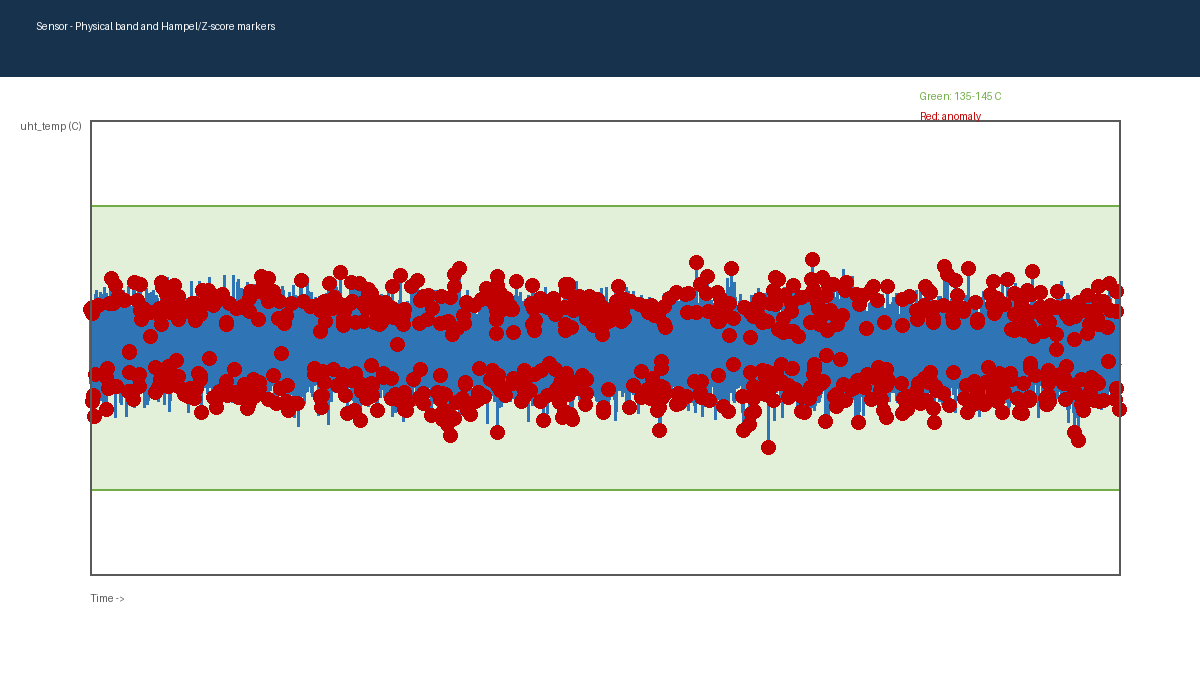 Sensor - Physical band and Hampel/Z-score markers
Green: 135-145 C
Red: anomaly
uht_temp (C)
Time ->